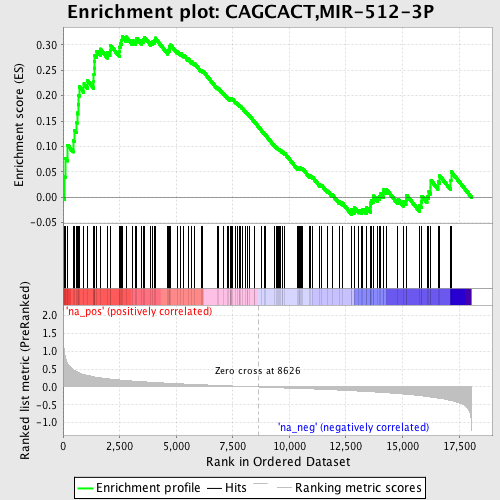 Enrichment plot: CAGCACT,MIR-512-3P
Enrichment score (ES)
0.30
0.25
0.20
0.15
0.10
0.05
0.00
-0.05
'na_pos' (positively correlated)
Ranked list metric (PreRanked)
2.0
1.5
1.0
0.5
0.0
-0.5
-1.0
Zero cross at 8626
'na_neg' (negatively correlated)
0
2,500
5,000
7,500
10,000
12,500
15,000
17,500
Rank in Ordered Dataset
Enrichment profile
Hits
Ranking metric scores